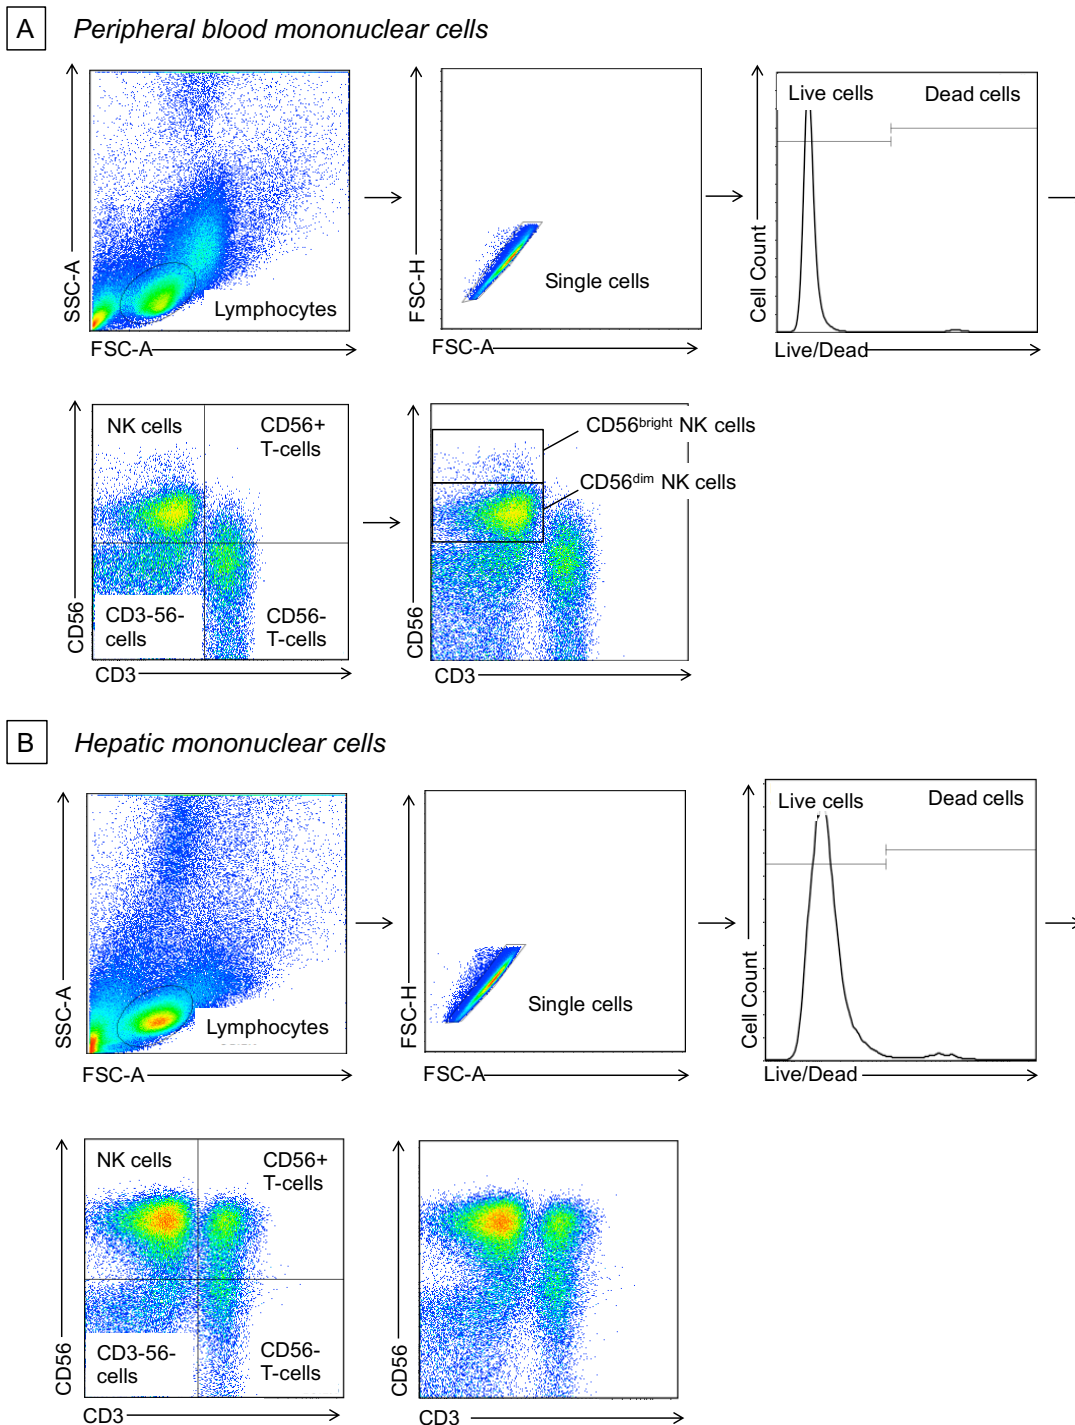 A Peripheral blood mononuclear cells
Live cells
Dead cells
SSC-A
Lymphocytes
FSC-A
FSC-H
Single cells
FSC-A
Cell Count
Live/Dead
NK cells
CD56+
T-cells
CD56
CD3-56-
cells
CD56-
T-cells
CD3
CD56bright NK cells
CD56dim NK cells
CD56
CD3
B Hepatic mononuclear cells
Live cells
Dead cells
SSC-A
Lymphocytes
FSC-A
FSC-H
Single cells
FSC-A
Cell Count
Live/Dead
NK cells
CD56+
T-cells
CD56
CD3-56-
cells
CD56-
T-cells
CD3
CD56
CD3